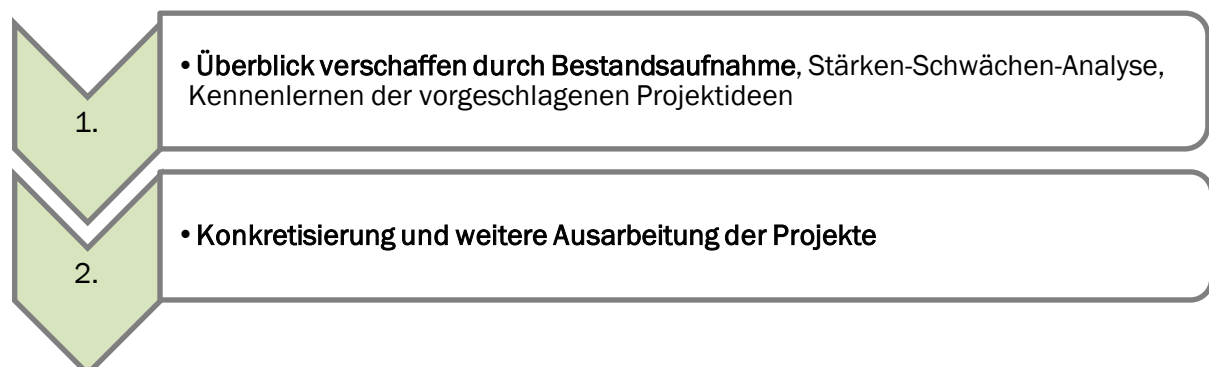 1.
• Überblick verschaffen durch Bestandsaufnahme, Stärken-Schwächen-Analyse,
Kennenlernen der vorgeschlagenen Projektideen
2.
• Konkretisierung und weitere Ausarbeitung der Projekte